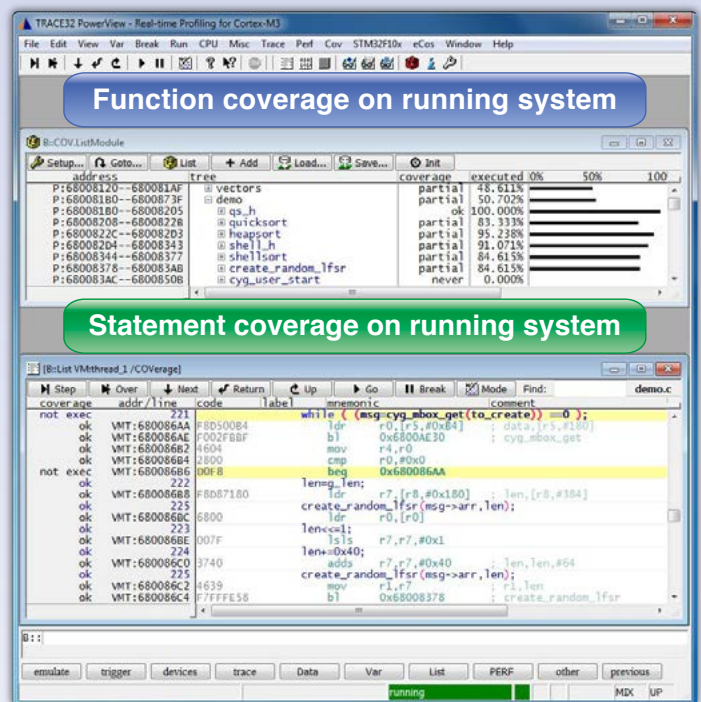 TRACE32 PowerView - Real-time Profiling for Cortex-M3
File Edit View Var Break Run CPU Misc Trace Perf Cov STM32F10x eCos Window Help
Function coverage on running system
B::COV.ListModule
Setup... Goto... List + Add Load... Save... Init
address tree coverage executed 0% 50% 100
P:68008120--680081AF vectors partial 48.611%
P:680081B0--6800873F demo partial 50.702%
P:680081B0--68008205 qs_h ok 100.000%
P:68008208--6800822B quicksort partial 83.333%
P:6800822C--680082D3 heapsort partial 95.238%
P:680082D4--68008343 shell_h partial 91.071%
P:68008344--68008377 shellsort partial 84.615%
P:68008378--680083AB create_random_lfsr partial 84.615%
P:680083AC--6800850B cyg_user_start never 0.000%
Statement coverage on running system
[B::List VM:thread_1 /COVerage]
Step Over Next Return Up Go Break Mode Find: demo.c
coverage addr/line code label mnemonic comment
not exec 221 while ( (msg=cyg_mbox_get(to_create)) ==0 );
ok VMT:680086AA F8D500B4 ldr r0,[r5,#0xB4] ; data,[r5,#180]
ok VMT:680086AE F002FBBF bl 0x6800AE30 ; cyg_mbox_get
ok VMT:680086B2 4604 mov r4,r0
ok VMT:680086B4 2800 cmp r0,#0x0
not exec VMT:680086B6 D0F8 beq 0x680086AA
ok 222 len=g_len;
ok VMT:680086B8 F8D87180 ldr r7,[r8,#0x180] ; len,[r8,#384]
ok 225 create_random_lfsr(msg->arr,len);
ok VMT:680086BC 6800 ldr r0,[r0]
ok 223 len<<=1;
ok VMT:680086BE 007F lsls r7,r7,#0x1
ok 224 len+=0x40;
ok VMT:680086C0 3740 adds r7,r7,#0x40 ; len,len,#64
ok 225 create_random_lfsr(msg->arr,len);
ok VMT:680086C2 4639 mov r1,r7 ; r1,len
ok VMT:680086C4 F7FFFE58 bl 0x68008378 ; create_random_lfsr
B::
emulate trigger devices trace Data Var List PERF other previous
running MIX UP